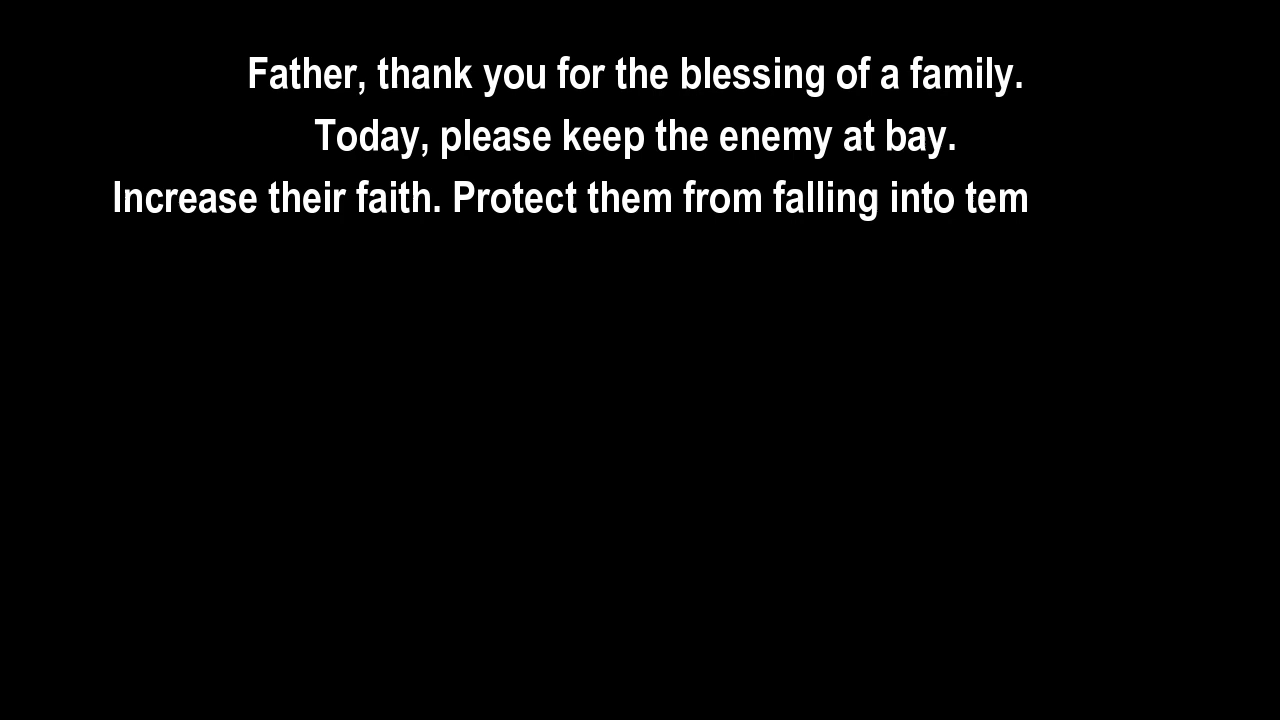 Father, thank you for the blessing of a family.
Today, please keep the enemy at bay.
Increase their faith. Protect them from falling into tem